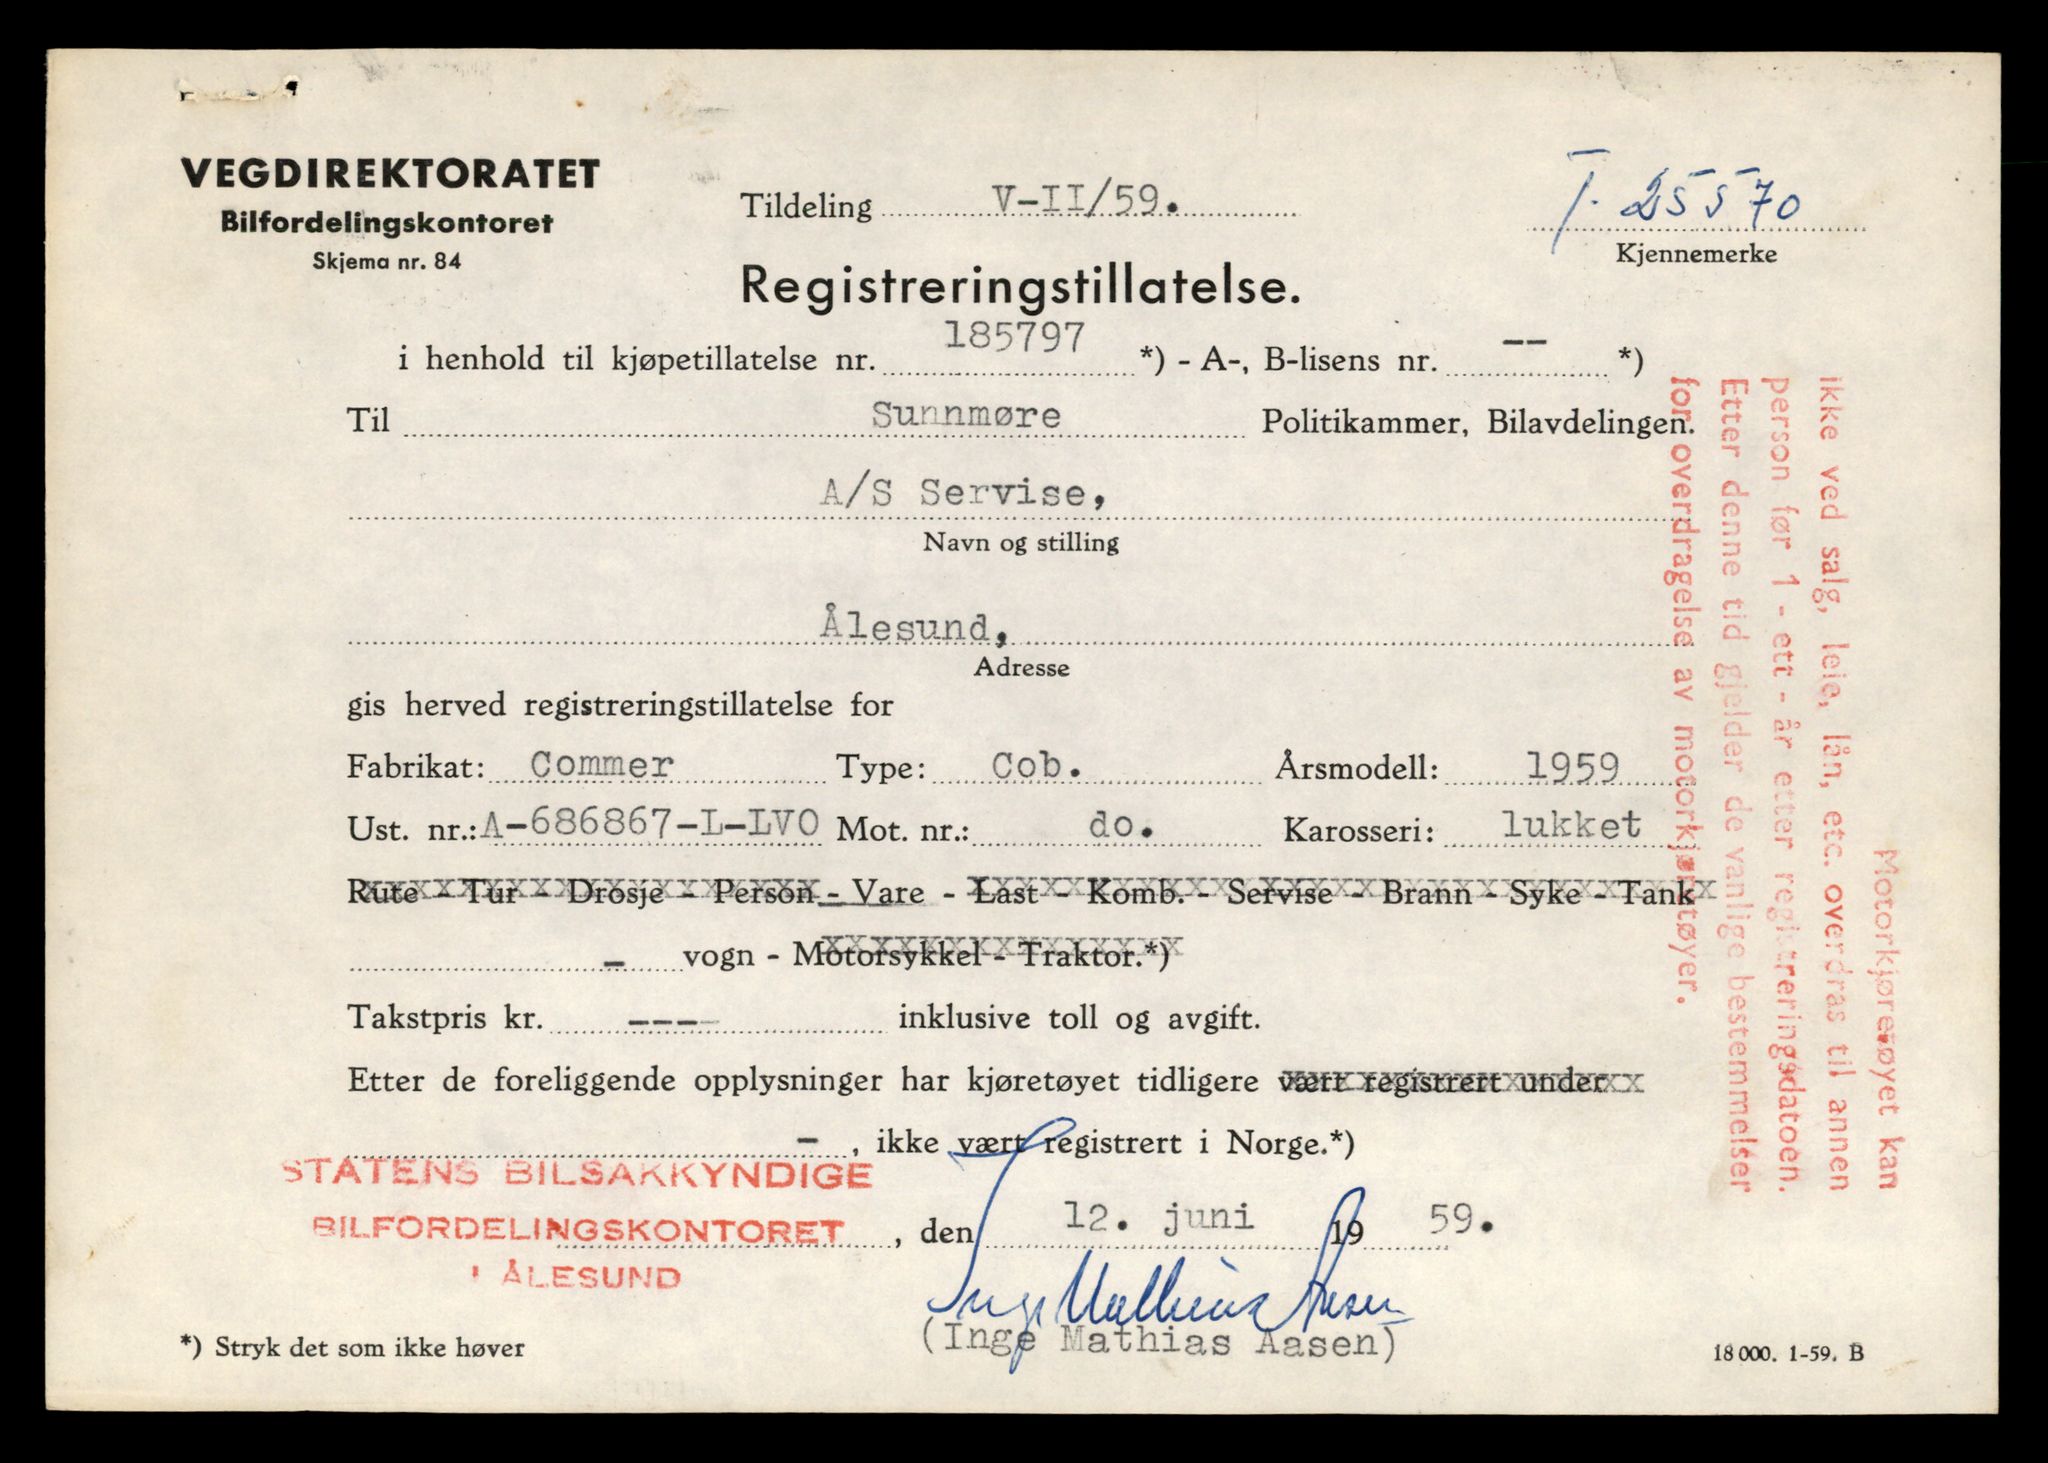 VEGDIREKTORATET
Bilfordelingskontoret
Skjema nr. 84
Tildeling V-II/59.
T- 25570
Kjennemerke
Registreringstillatelse.
i henhold til kjøpetillatelse nr. 185797 *) - A-, B-lisens nr. -- *)
Til Sunnmøre Politikammer, Bilavdelingen.
A/S Servise,
Navn og stilling
Ålesund,
Adresse
gis herved registreringstillatelse for
Fabrikat: Commer Type: Cob. Årsmodell: 1959
Ust. nr.: A-686867-L-LVO Mot. nr.: do. Karosseri: lukket
Rute - Tur - Drosje - Person - Vare - Last - Komb. - Servise - Brann - Syke - Tank
- vogn - Motorsykkel - Traktor.*)
Takstpris kr. ---- inklusive toll og avgift.
Etter de foreliggende opplysninger har kjøretøyet tidligere vært registrert under
- , ikke vært registrert i Norge.*)
STATENS BILSAKKYNDIGE
BILFORDELINGSKONTORET
I ÅLESUND
, den 12. juni 19 59.
Inge Mathias Aasen
(Inge Mathias Aasen)
*) Stryk det som ikke høver
18 000. 1-59. B
Motorkjøretøyet kan
ikke ved salg, leie, lån, etc. overdras til annen
person før 1 - ett - år etter registreringsdatoen.
Etter denne tid gjelder de vanlige bestemmelser
for overdragelse av motorkjøretøyer.